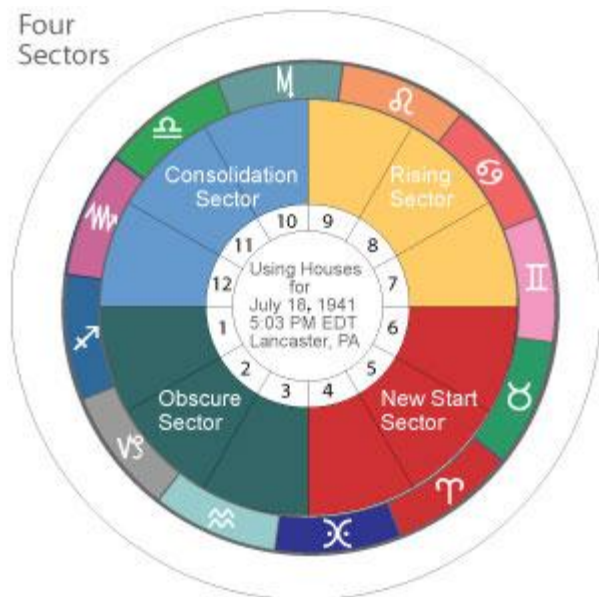 Four
Sectors
Consolidation
Sector
Rising
Sector
10
9
11
8
12
7
1
6
2
5
3
4
Using Houses
for
July 18, 1941
5:03 PM EDT
Lancaster, PA
Obscure
Sector
New Start
Sector
♍
♌
♎
♋
♏
♊
♐
♉
♑
♈
♒
♓